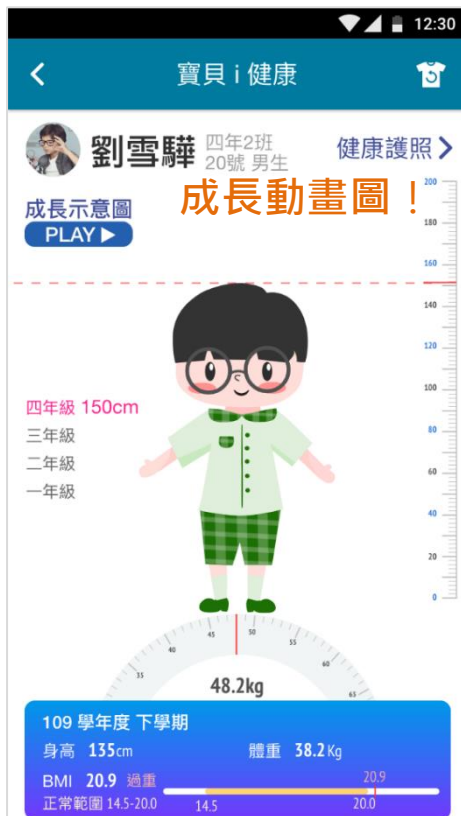 12:30
寶貝 i 健康
劉雪驊
四年2班
20號 男生
健康護照
成長動畫圖！
成長示意圖
PLAY
200
180
160
140
120
100
80
60
40
20
0
四年級 150cm
三年級
二年級
一年級
35
40
45
50
55
60
65
48.2kg
109 學年度 下學期
身高 135cm 體重 38.2Kg
BMI 20.9 過重 20.9
正常範圍 14.5-20.0 14.5 20.0